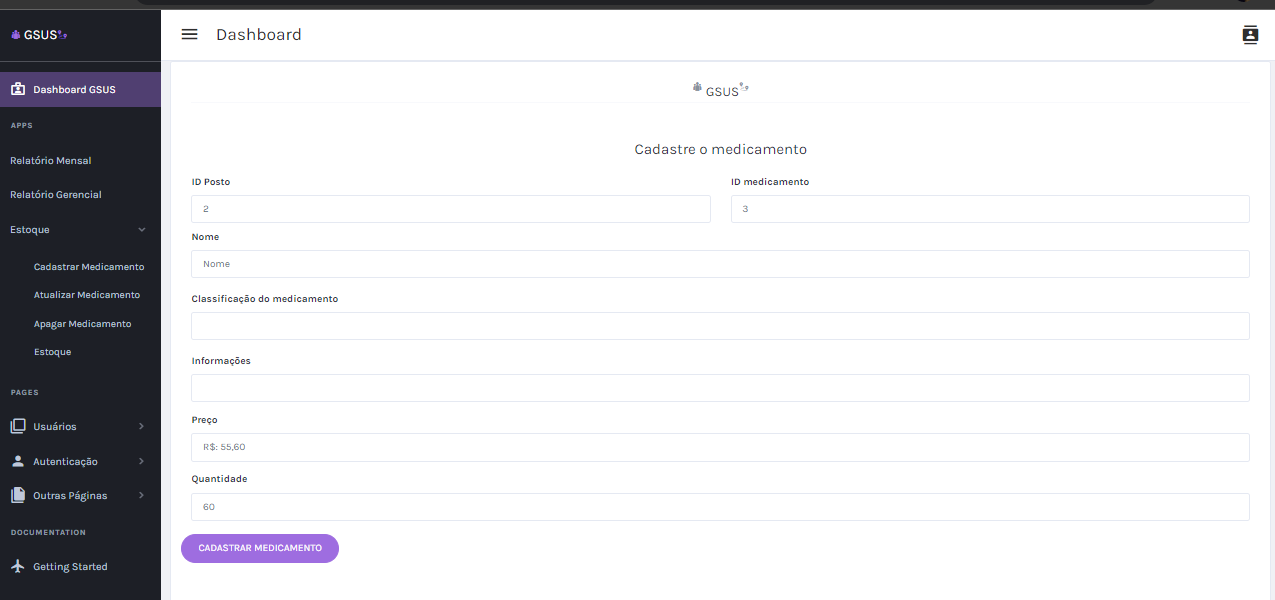 GSUS
Dashboard
Dashboard GSUS
APPS
Relatório Mensal
Relatório Gerencial
Estoque
Cadastrar Medicamento
Atualizar Medicamento
Apagar Medicamento
Estoque
PAGES
Usuários
Autenticação
Outras Páginas
DOCUMENTATION
Getting Started
GSUS
Cadastre o medicamento
ID Posto
2
ID medicamento
3
Nome
Nome
Classificação do medicamento
Informações
Preço
R$: 55,60
Quantidade
60
CADASTRAR MEDICAMENTO